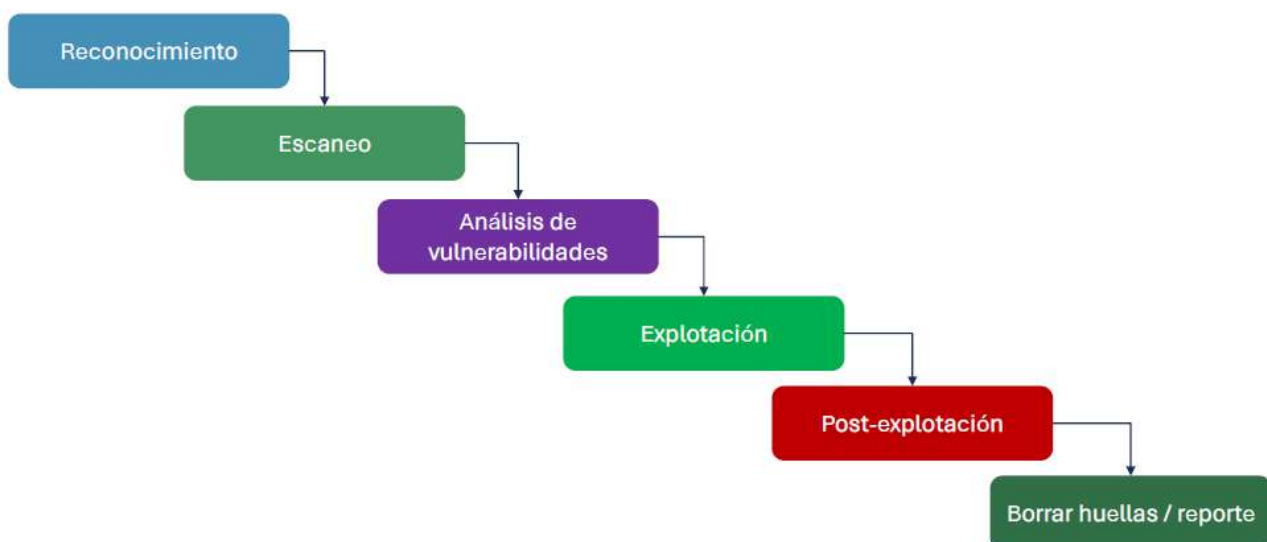 Reconocimiento
Escaneo
Análisis de
vulnerabilidades
Explotación
Post-explotación
Borrar huellas / reporte